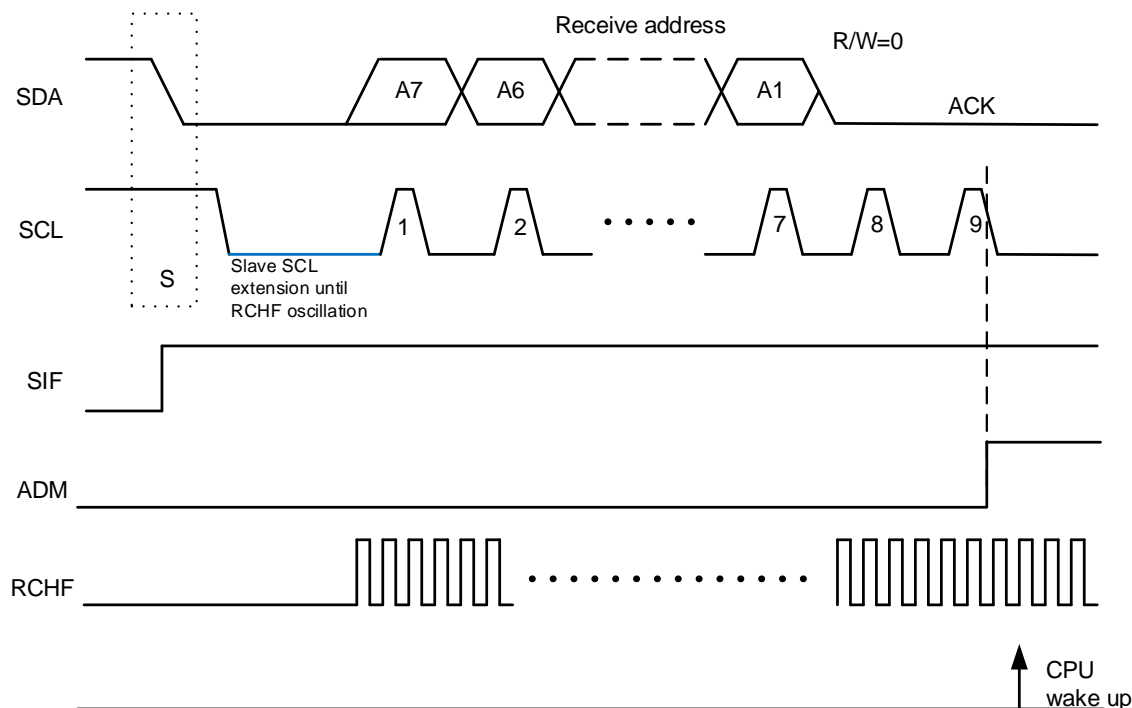 Receive address
R/W=0
SDA
A7
A6
A1
ACK
SCL
1
2
7
8
9
S
Slave SCL
extension until
RCHF oscillation
SIF
ADM
RCHF
CPU
wake up